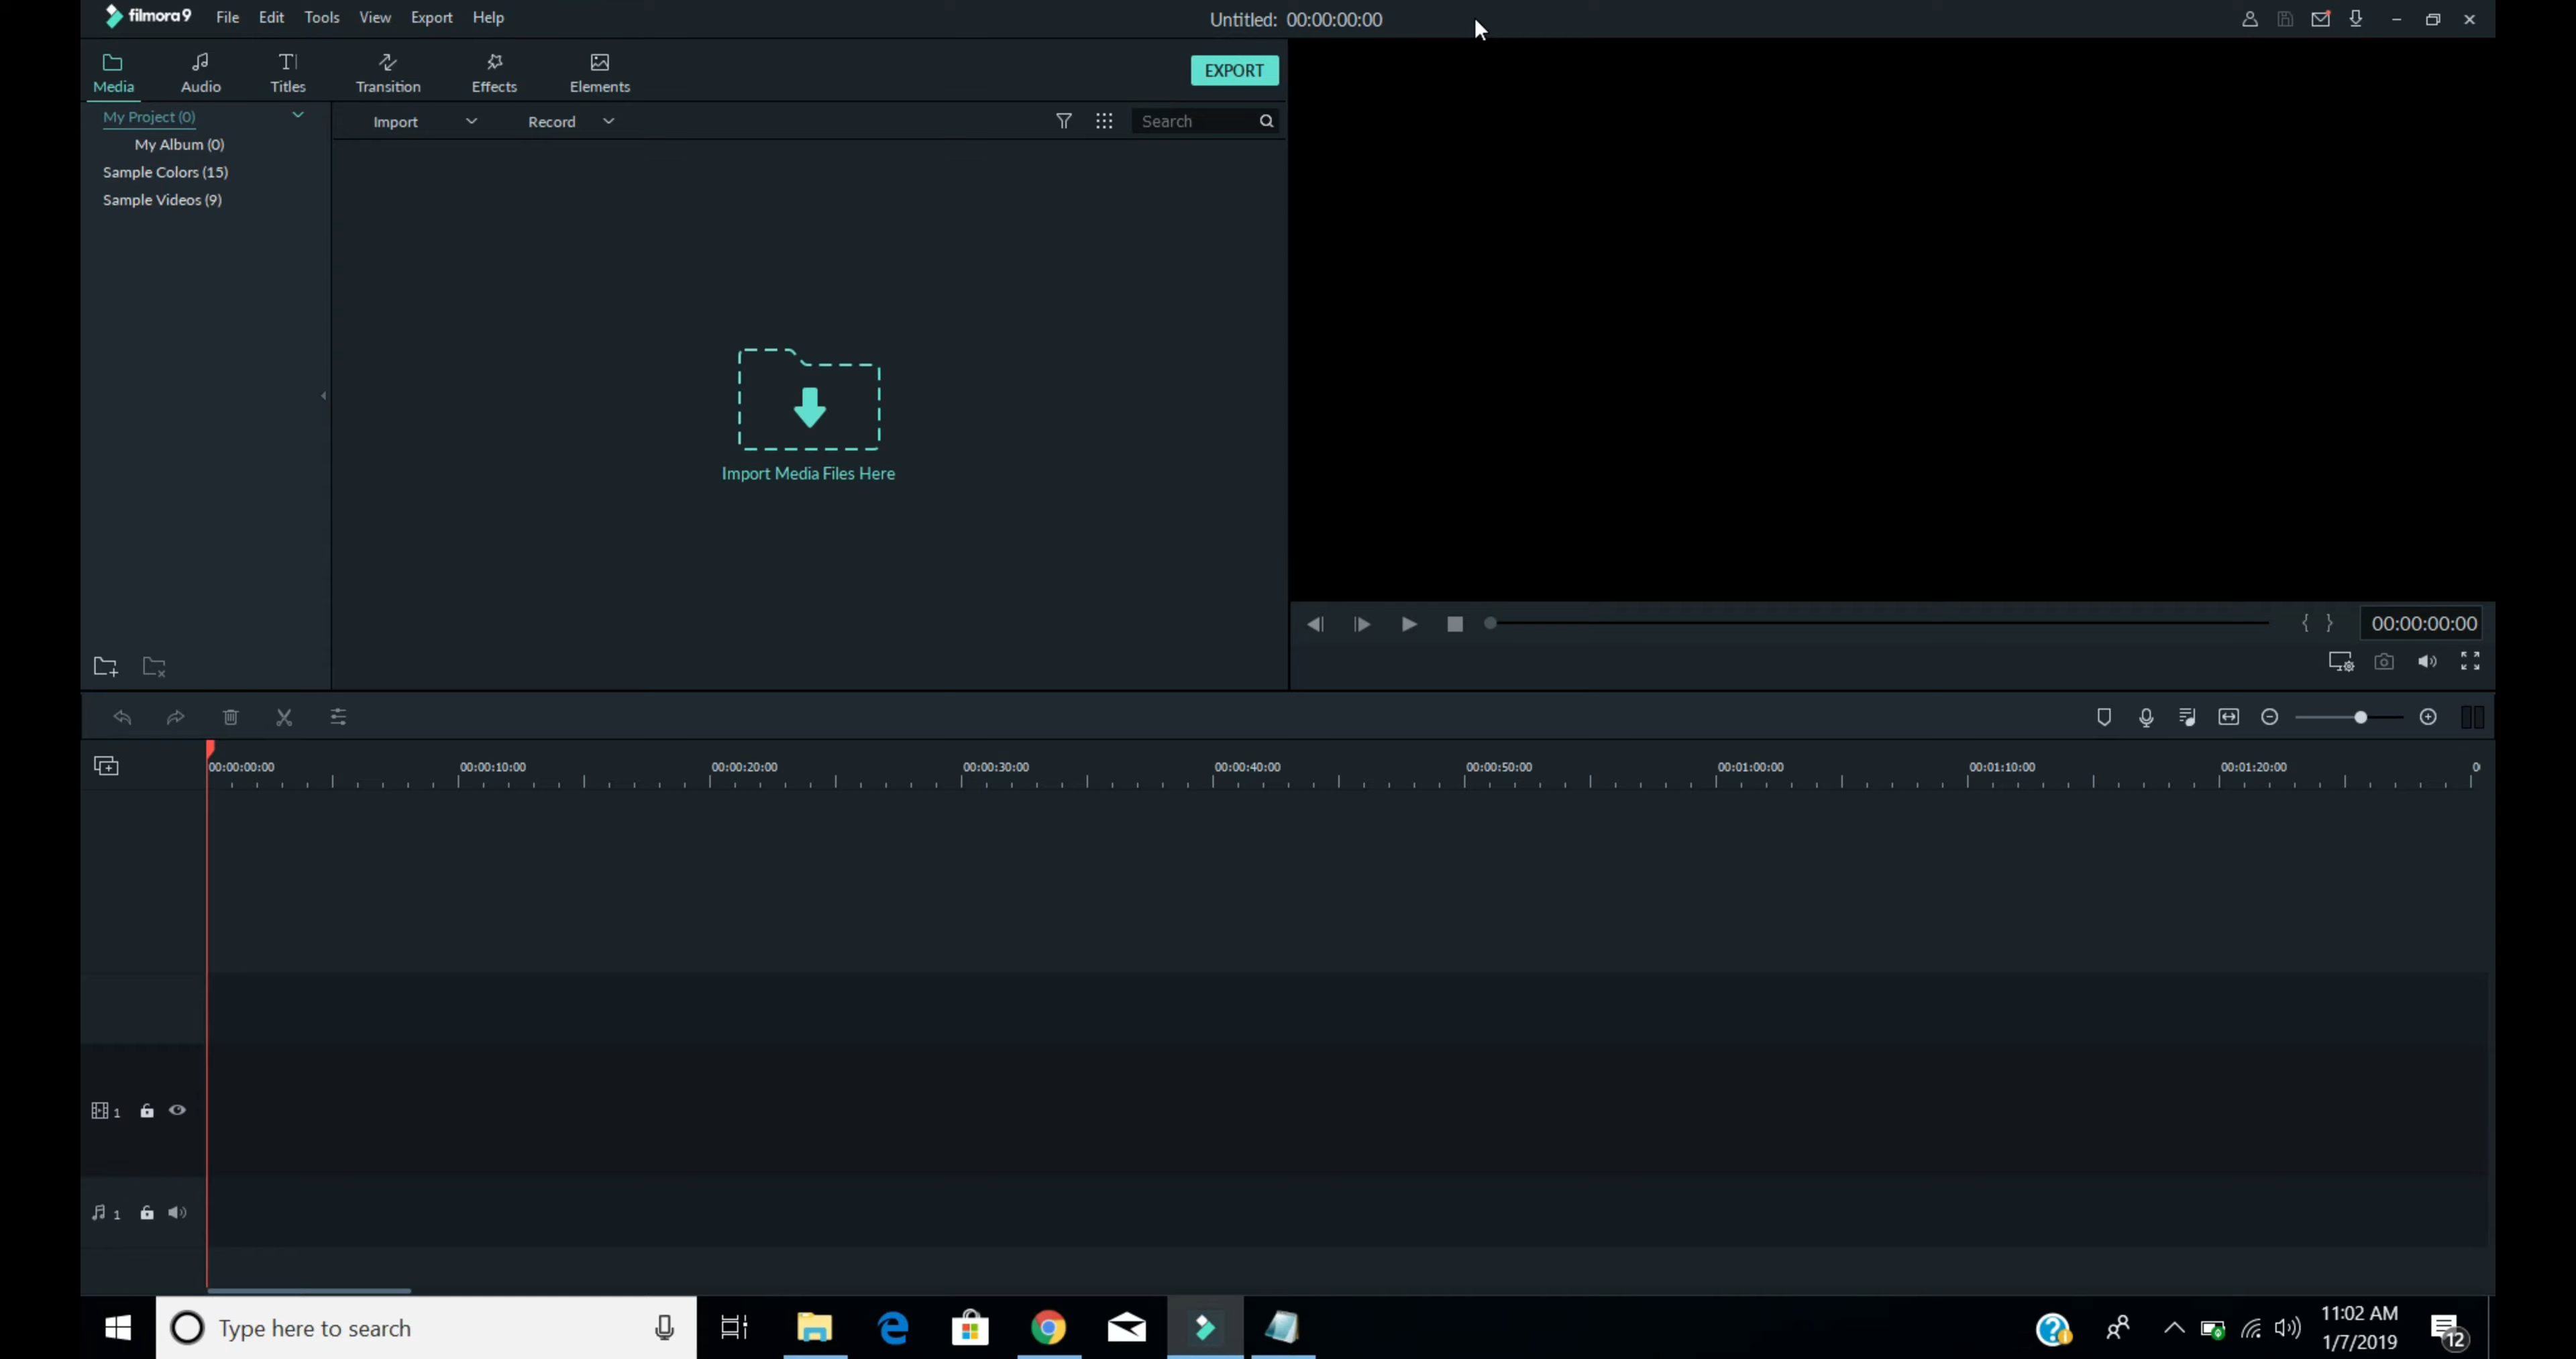 filmora9 File Edit Tools View Export Help Untitled: 00:00:00:00
Media Audio Titles Transition Effects Elements EXPORT
My Project (0) Import Record Search
My Album (0)
Sample Colors (15)
Sample Videos (9)
Import Media Files Here
{ } 00:00:00:00
00:00:00:00 00:00:10:00 00:00:20:00 00:00:30:00 00:00:40:00 00:00:50:00 00:01:00:00 00:01:10:00 00:01:20:00 0
1
1
Type here to search 11:02 AM
1/7/2019 12